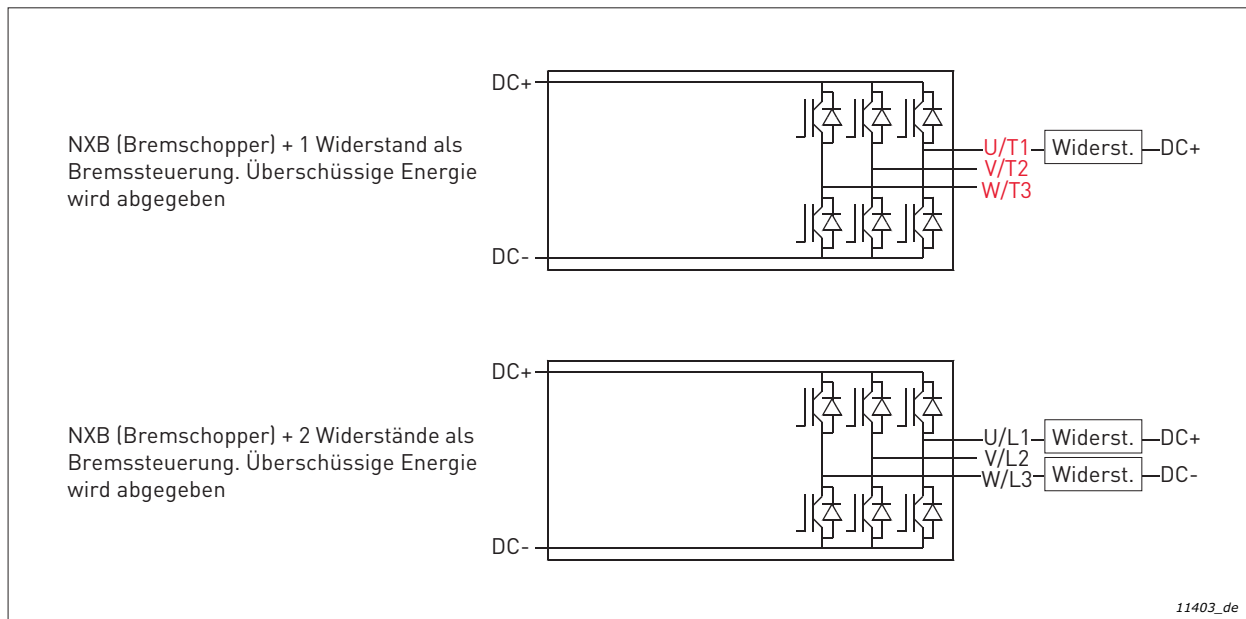 DC+
NXB (Bremschopper) + 1 Widerstand als
Bremssteuerung. Überschüssige Energie
wird abgegeben
U/T1
Widerst.
DC+
V/T2
W/T3
DC-
DC+
NXB (Bremschopper) + 2 Widerstände als
Bremssteuerung. Überschüssige Energie
wird abgegeben
U/L1
Widerst.
DC+
V/L2
W/L3
Widerst.
DC-
DC-
11403_de